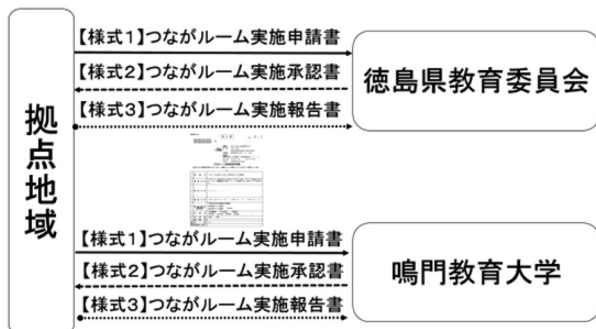 【様式1】つながルーム実施申請書
【様式2】つながルーム実施承認書
【様式3】つながルーム実施報告書
徳島県教育委員会
拠点地域
【様式1】つながルーム実施申請書
【様式2】つながルーム実施承認書
【様式3】つながルーム実施報告書
鳴門教育大学